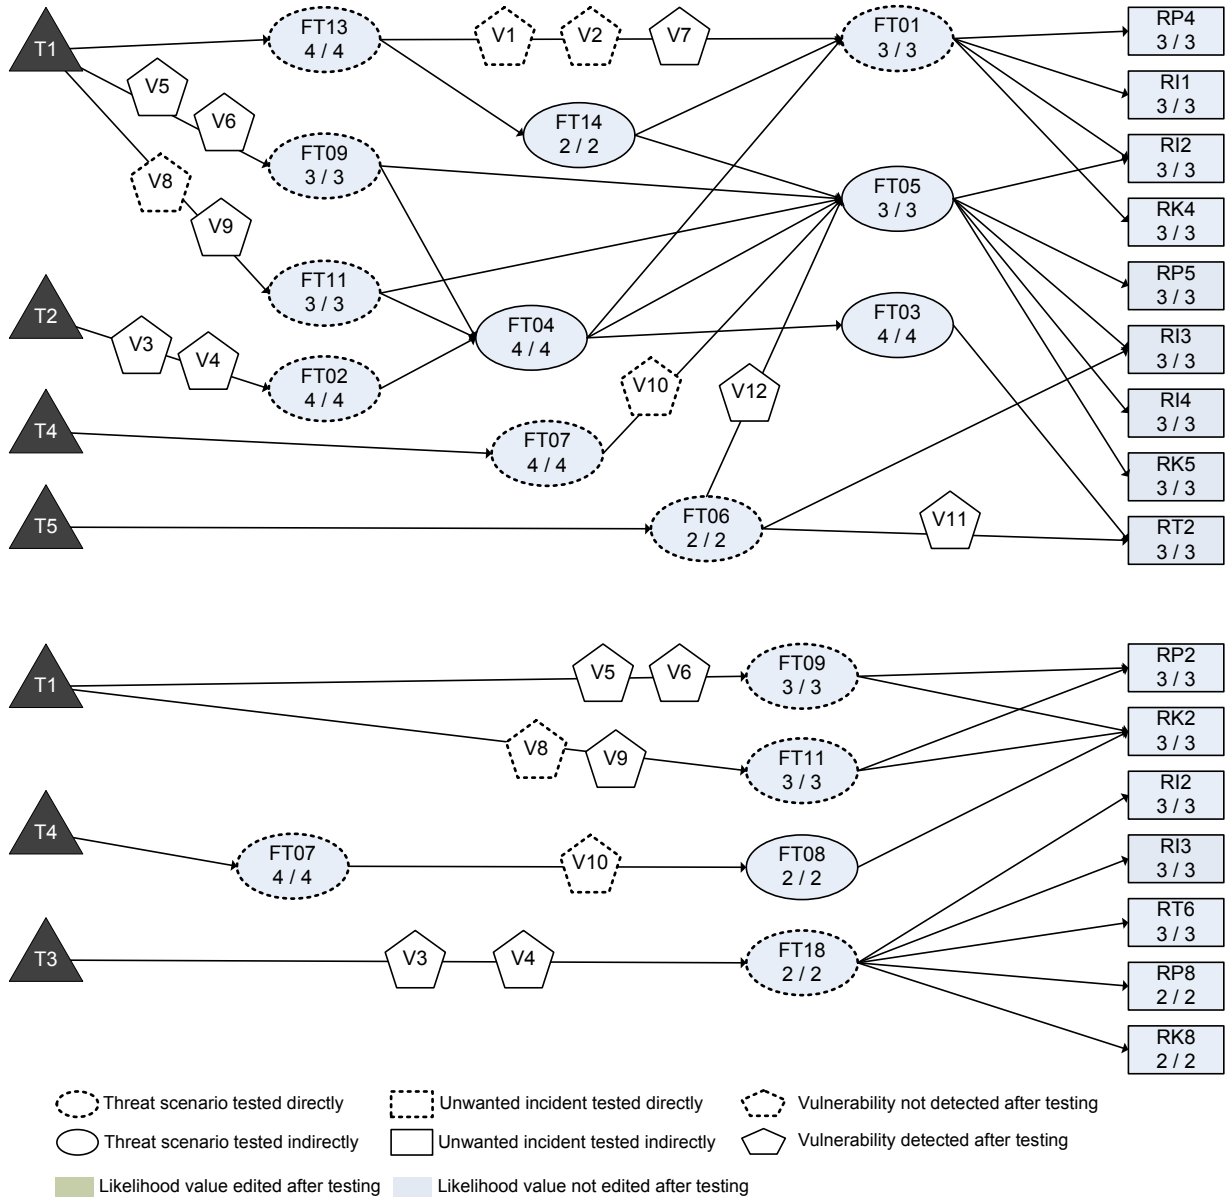 T1
FT13
4 / 4
V1
V2
V7
FT01
3 / 3
RP4
3 / 3
V5
V6
RI1
3 / 3
FT14
2 / 2
FT09
3 / 3
RI2
3 / 3
V8
V9
FT05
3 / 3
RK4
3 / 3
FT11
3 / 3
RP5
3 / 3
T2
V3
V4
FT04
4 / 4
FT03
4 / 4
RI3
3 / 3
FT02
4 / 4
V10
V12
RI4
3 / 3
T4
FT07
4 / 4
RK5
3 / 3
T5
FT06
2 / 2
V11
RT2
3 / 3
T1
V5
V6
FT09
3 / 3
RP2
3 / 3
V8
V9
FT11
3 / 3
RK2
3 / 3
RI2
3 / 3
T4
FT07
4 / 4
V10
FT08
2 / 2
RI3
3 / 3
RT6
3 / 3
T3
V3
V4
FT18
2 / 2
RP8
2 / 2
RK8
2 / 2
Threat scenario tested directly
Unwanted incident tested directly
Vulnerability not detected after testing
Threat scenario tested indirectly
Unwanted incident tested indirectly
Vulnerability detected after testing
Likelihood value edited after testing
Likelihood value not edited after testing